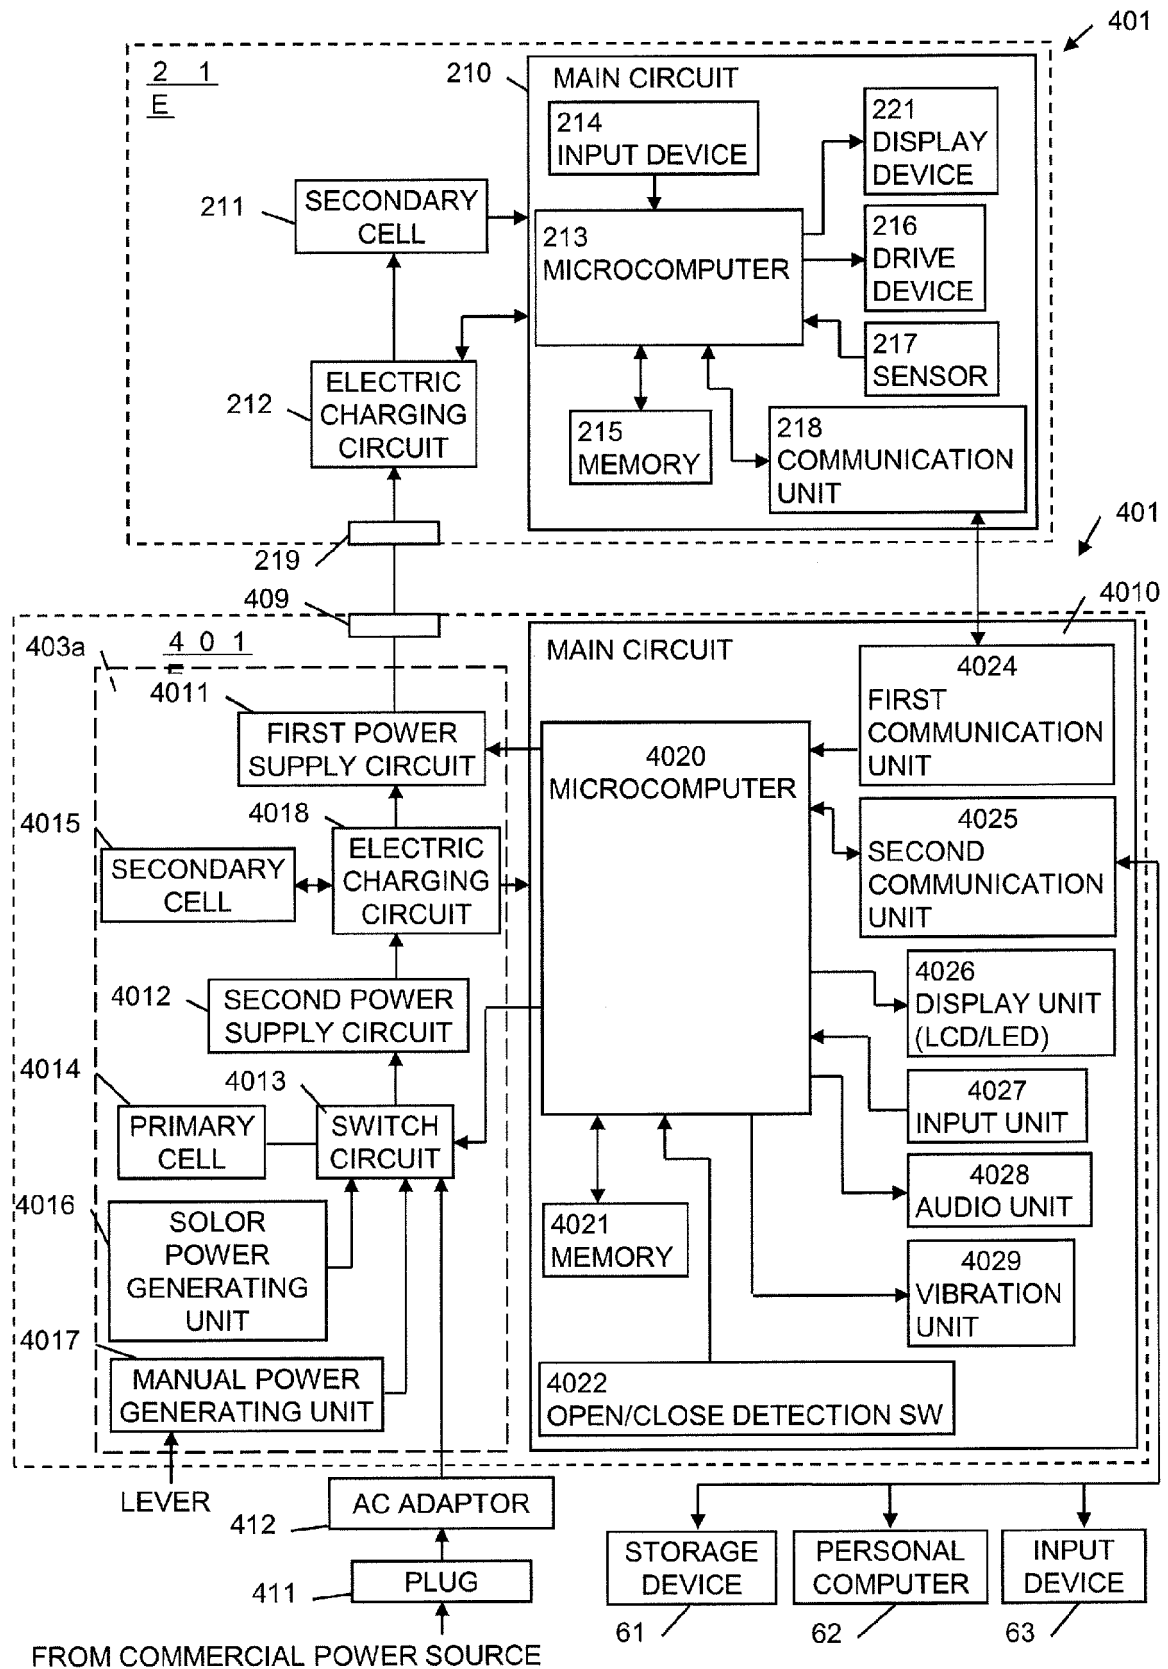 401
2 1
E
210
MAIN CIRCUIT
214
INPUT DEVICE
221
DISPLAY
DEVICE
211
SECONDARY
CELL
213
MICROCOMPUTER
216
DRIVE
DEVICE
217
SENSOR
212
ELECTRIC
CHARGING
CIRCUIT
215
MEMORY
218
COMMUNICATION
UNIT
219
401
409
4010
403a
4 0 1
E
MAIN CIRCUIT
4011
FIRST POWER
SUPPLY CIRCUIT
4024
FIRST
COMMUNICATION
UNIT
4020
MICROCOMPUTER
4015
SECONDARY
CELL
4018
ELECTRIC
CHARGING
CIRCUIT
4025
SECOND
COMMUNICATION
UNIT
4012
SECOND POWER
SUPPLY CIRCUIT
4026
DISPLAY UNIT
(LCD/LED)
4014
PRIMARY
CELL
4013
SWITCH
CIRCUIT
4027
INPUT UNIT
4028
AUDIO UNIT
4016
SOLOR
POWER
GENERATING
UNIT
4021
MEMORY
4029
VIBRATION
UNIT
4017
MANUAL POWER
GENERATING UNIT
4022
OPEN/CLOSE DETECTION SW
LEVER
AC ADAPTOR
412
PLUG
411
FROM COMMERCIAL POWER SOURCE
STORAGE
DEVICE
61
PERSONAL
COMPUTER
62
INPUT
DEVICE
63